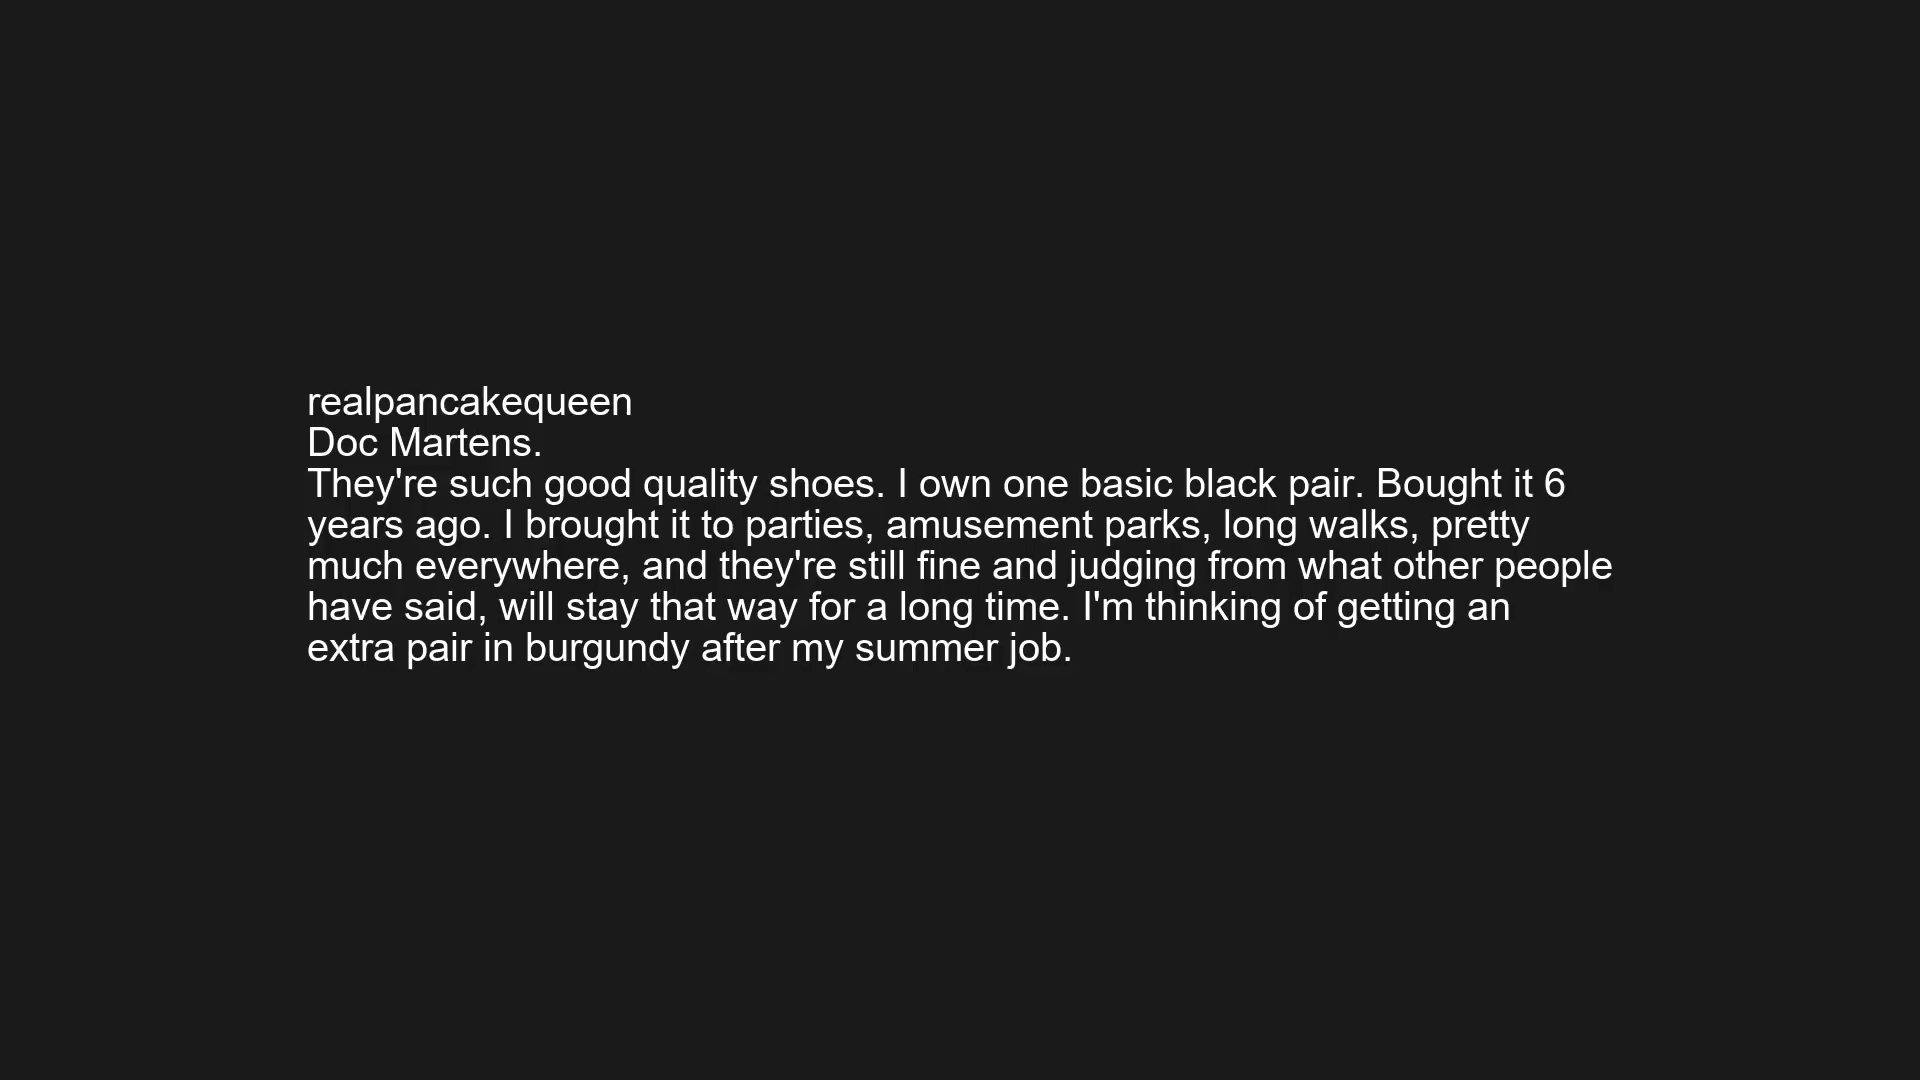 realpancakequeen
Doc Martens.
They're such good quality shoes. I own one basic black pair. Bought it 6
years ago. I brought it to parties, amusement parks, long walks, pretty
much everywhere, and they're still fine and judging from what other people
have said, will stay that way for a long time. I'm thinking of getting an
extra pair in burgundy after my summer job.